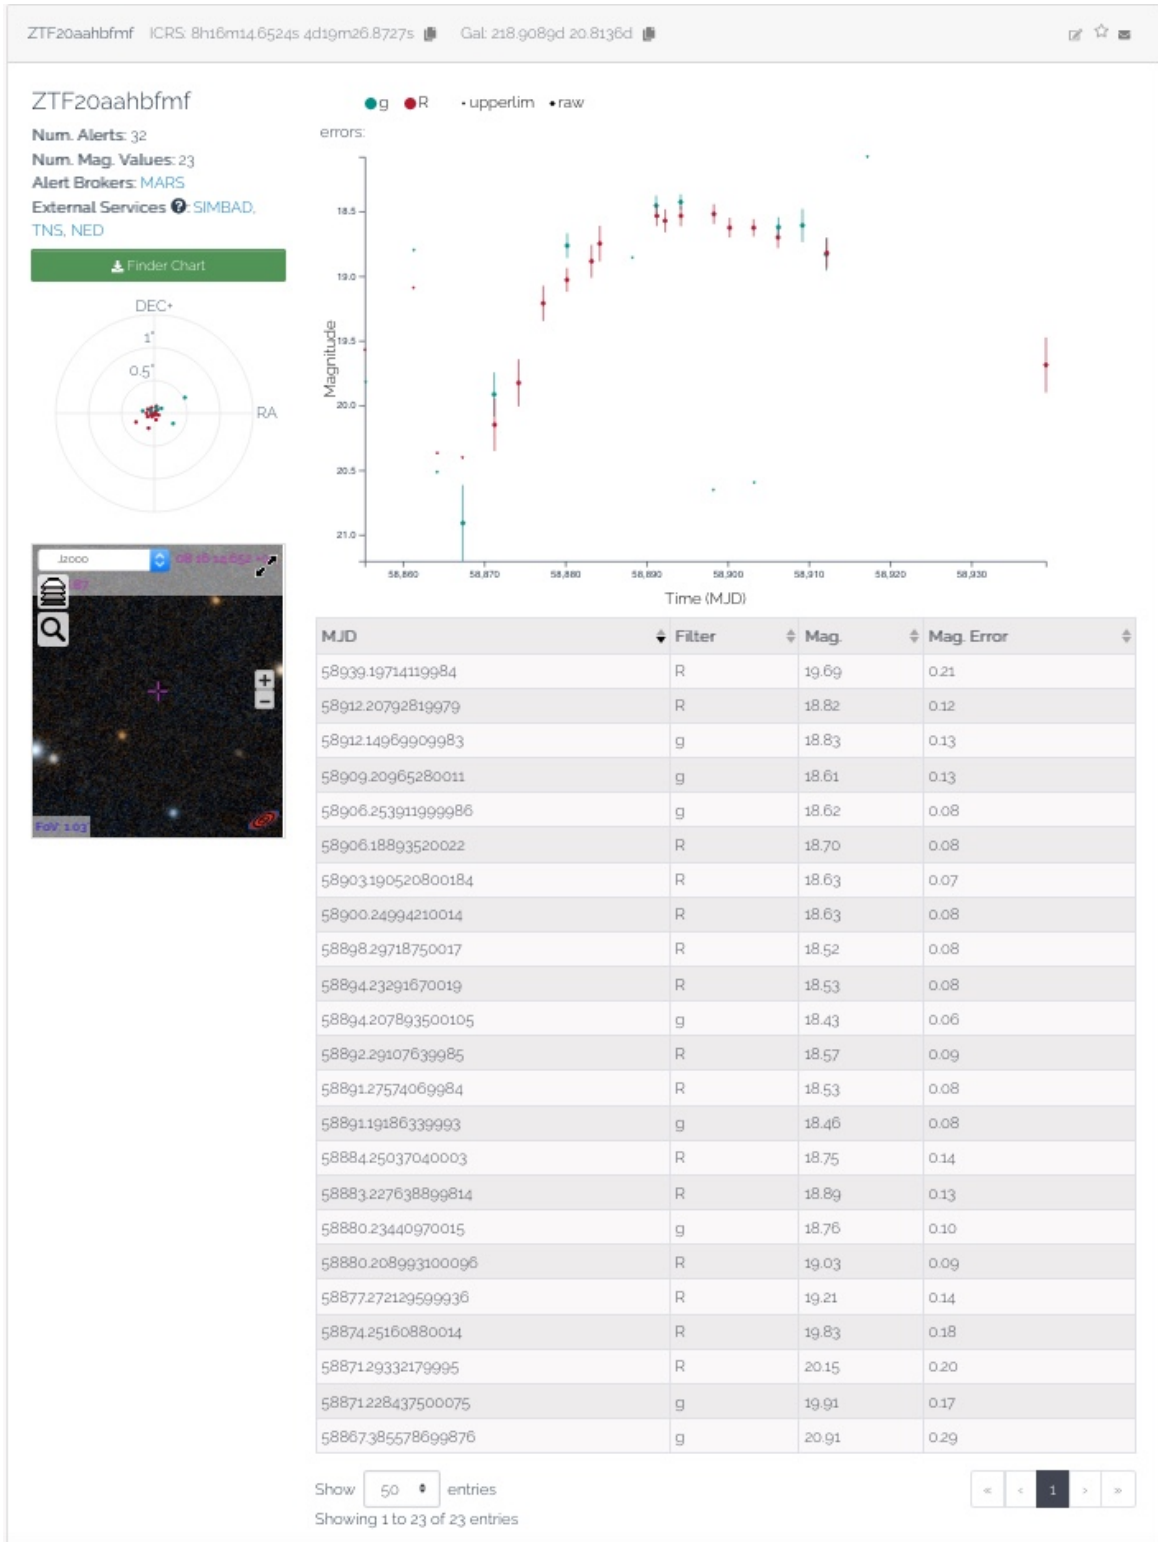 ZTF20aahbfmf ICRS: 8h16m14.6524s 4d19m26.8727s Gal: 218.9089d 20.8136d
ZTF20aahbfmf
Num. Alerts: 32
Num. Mag. Values: 23
Alert Brokers: MARS
External Services ?: SIMBAD,
TNS, NED
Finder Chart
DEC+
1"
0.5"
RA
J2000
08 16 14.652
87
+
−
FoV: 1.03'
g R upperlim raw
errors:
18.5
19.0
19.5
20.0
20.5
21.0
Magnitude
58,860 58,870 58,880 58,890 58,900 58,910 58,920 58,930
Time (MJD)
MJD Filter Mag. Mag. Error
58939.19714119984 R 19.69 0.21
58912.20792819979 R 18.82 0.12
58912.14969909983 g 18.83 0.13
58909.20965280011 g 18.61 0.13
58906.253911999986 g 18.62 0.08
58906.18893520022 R 18.70 0.08
58903.190520800184 R 18.63 0.07
58900.24994210014 R 18.63 0.08
58898.29718750017 R 18.52 0.08
58894.23291670019 R 18.53 0.08
58894.207893500105 g 18.43 0.06
58892.29107639985 R 18.57 0.09
58891.27574069984 R 18.53 0.08
58891.19186339993 g 18.46 0.08
58884.25037040003 R 18.75 0.14
58883.227638899814 R 18.89 0.13
58880.23440970015 g 18.76 0.10
58880.208993100096 R 19.03 0.09
58877.272129599936 R 19.21 0.14
58874.25160880014 R 19.83 0.18
58871.29332179995 R 20.15 0.20
58871.228437500075 g 19.91 0.17
58867.385578699876 g 20.91 0.29
Show 50 entries
« ‹ 1 › »
Showing 1 to 23 of 23 entries